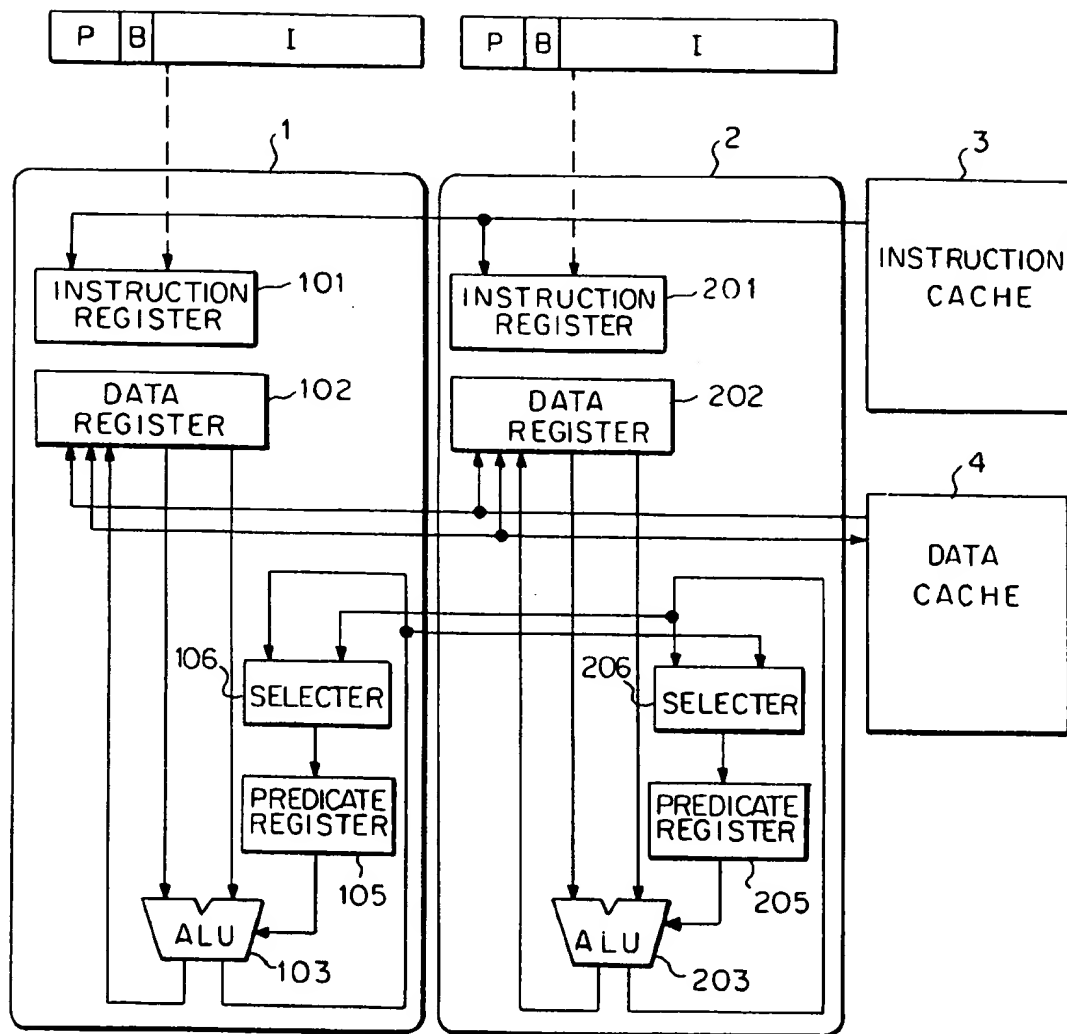 P B I
P B I
1
2
3
INSTRUCTION
REGISTER
101
INSTRUCTION
REGISTER
201
INSTRUCTION
CACHE
DATA
REGISTER
102
DATA
REGISTER
202
4
DATA
CACHE
106
SELECTER
206
SELECTER
PREDICATE
REGISTER
105
PREDICATE
REGISTER
205
ALU
103
ALU
203